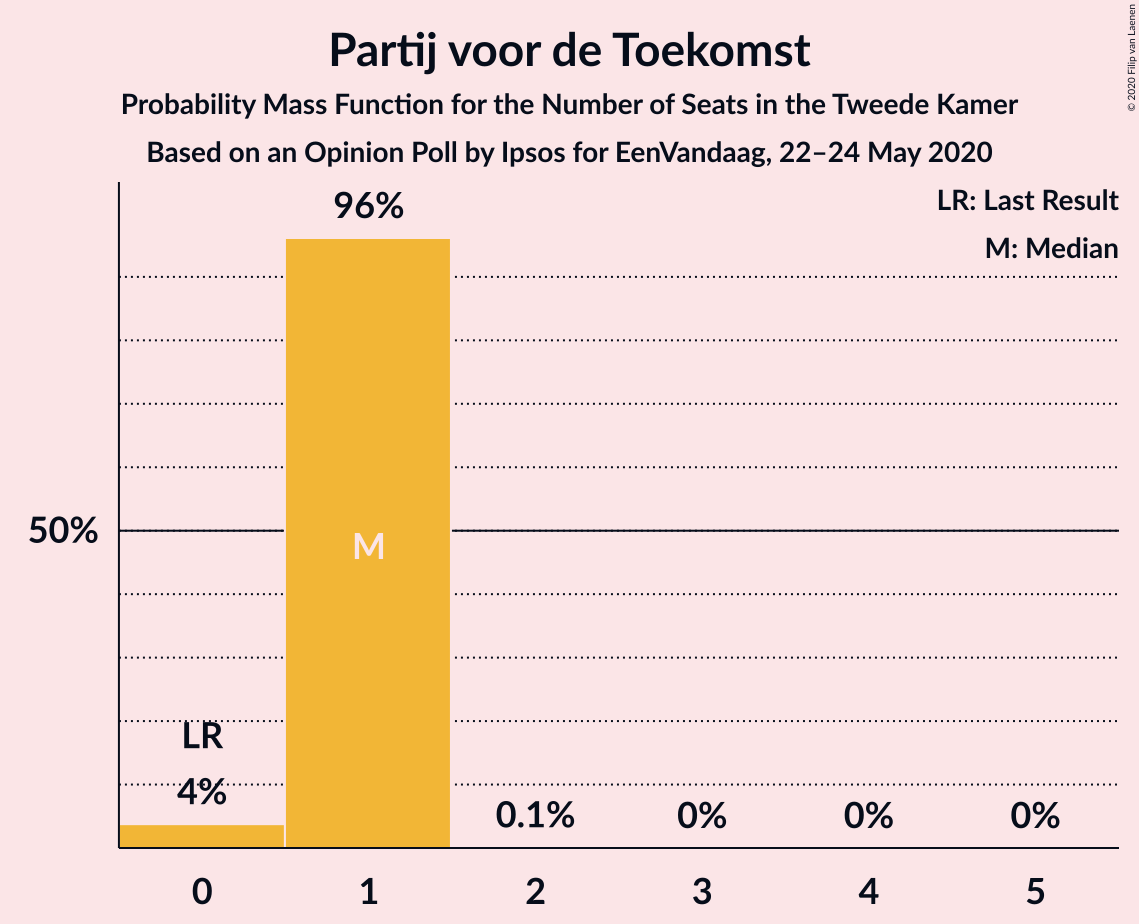 Partij voor de Toekomst
Probability Mass Function for the Number of Seats in the Tweede Kamer
Based on an Opinion Poll by Ipsos for EenVandaag, 22–24 May 2020
© 2020 Filip van Laenen
LR: Last Result
M: Median
96%
50%
M
LR
4%
0.1%
0%
0%
0%
0
1
2
3
4
5